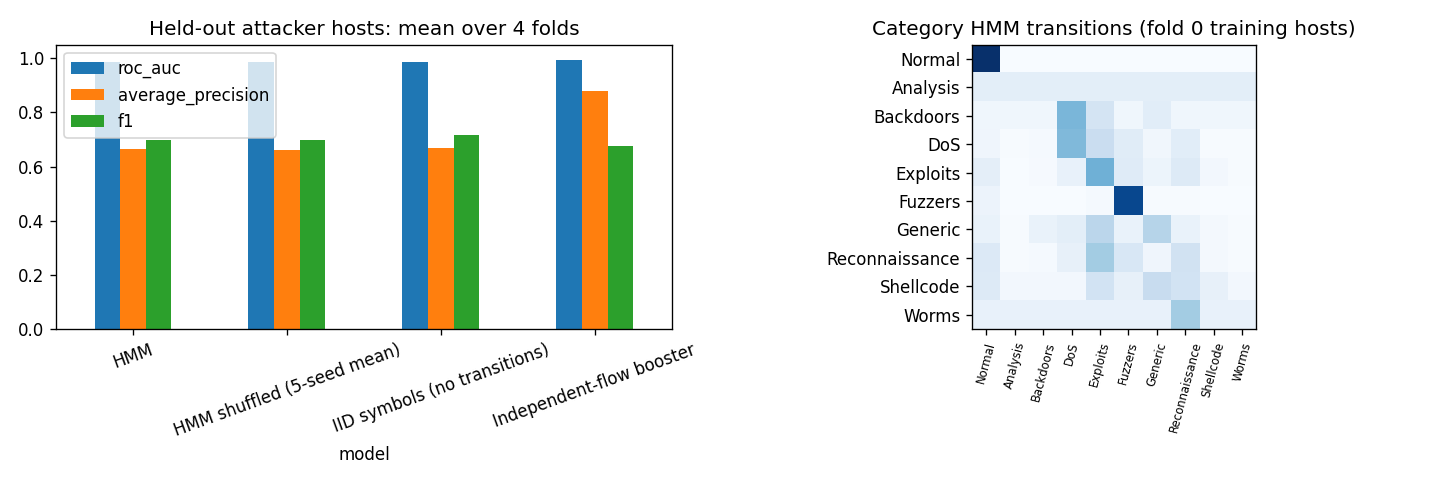 Held-out attacker hosts: mean over 4 folds
1.0
0.8
0.6
0.4
0.2
0.0
roc_auc
average_precision
f1
HMM
HMM shuffled (5-seed mean)
IID symbols (no transitions)
Independent-flow booster
model
Category HMM transitions (fold 0 training hosts)
Normal
Analysis
Backdoors
DoS
Exploits
Fuzzers
Generic
Reconnaissance
Shellcode
Worms
Normal
Analysis
Backdoors
DoS
Exploits
Fuzzers
Generic
Reconnaissance
Shellcode
Worms